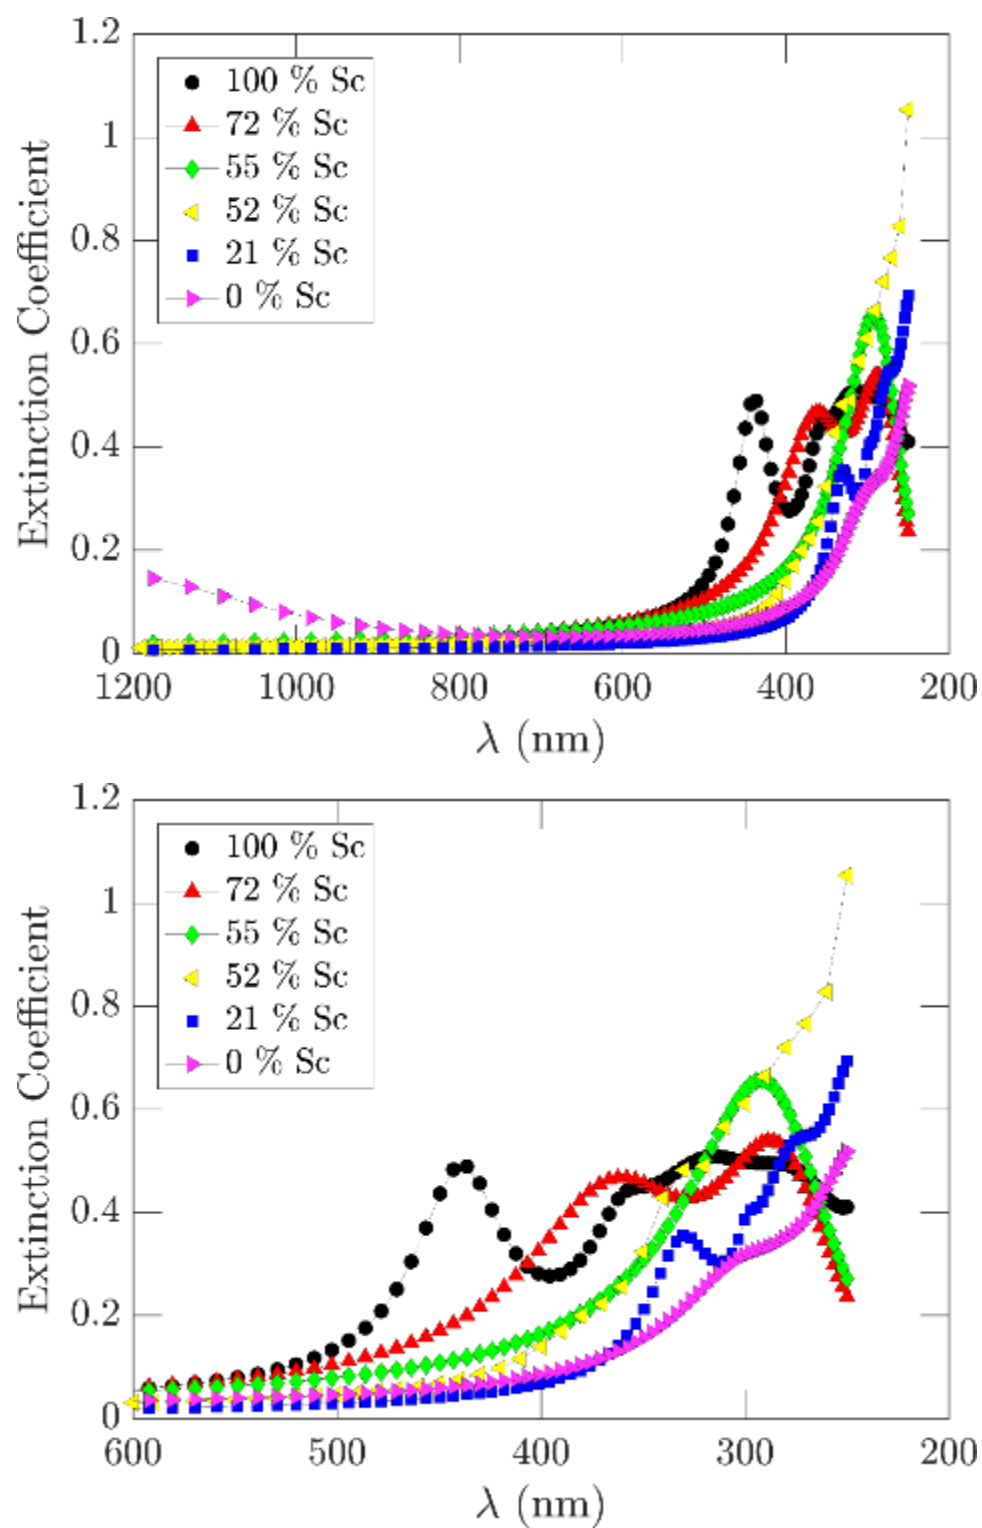 1.2
1
0.8
0.6
0.4
0.2
0
Extinction Coefficient
100 % Sc
72 % Sc
55 % Sc
52 % Sc
21 % Sc
0 % Sc
1200 1000 800 600 400 200
λ (nm)
1.2
1
0.8
0.6
0.4
0.2
0
Extinction Coefficient
100 % Sc
72 % Sc
55 % Sc
52 % Sc
21 % Sc
0 % Sc
600 500 400 300 200
λ (nm)